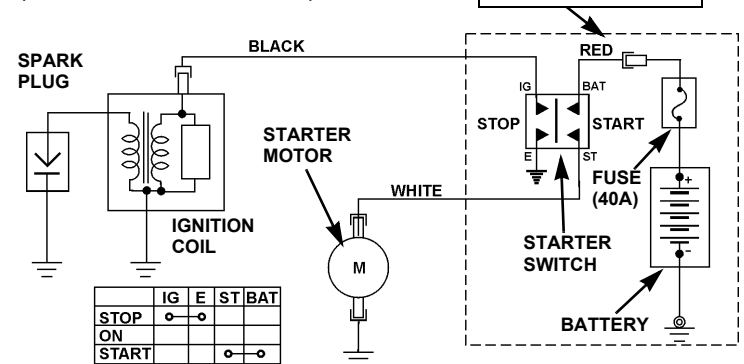 BLACK
RED
SPARK
PLUG
IG
BAT
STOP
START
E
ST
STARTER
MOTOR
FUSE
(40A)
+
WHITE
IGNITION
COIL
STARTER
SWITCH
-
M
BATTERY
IG E ST BAT
STOP
ON
START